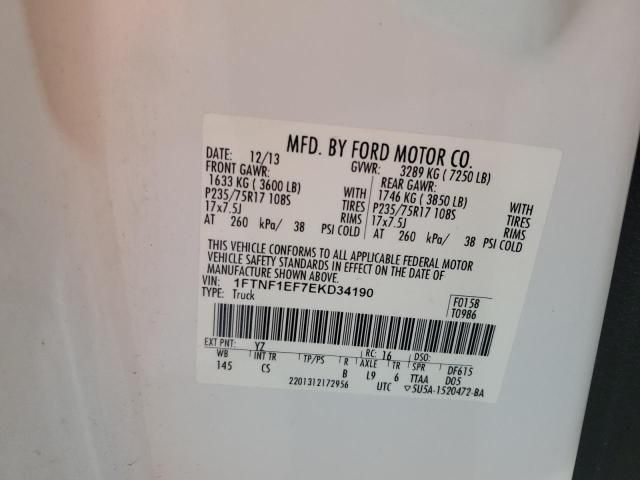 MFD. BY FORD MOTOR CO.
DATE: 12/13 GVWR: 3289 KG ( 7250 LB)
FRONT GAWR: REAR GAWR:
1633 KG ( 3600 LB) WITH 1746 KG ( 3850 LB) WITH
P235/75R17 108S TIRES P235/75R17 108S TIRES
17x7.5J RIMS 17x7.5J RIMS
AT 260 kPa/ 38 PSI COLD AT 260 kPa/ 38 PSI COLD
THIS VEHICLE CONFORMS TO ALL APPLICABLE FEDERAL MOTOR
VEHICLE SAFETY STANDARDS IN EFFECT ON THE DATE OF
MANUFACTURE SHOWN ABOVE.
VIN: 1FTNF1EF7EKD34190 F0158
TYPE: Truck T0986
EXT PNT: YZ RC: 16 DSO:
WB INT TR TP/PS R AXLE TR SPR DF615
145 CS B L9 6 TTAA D05
2201312172956 UTC ▽5U5A-1520472-BA